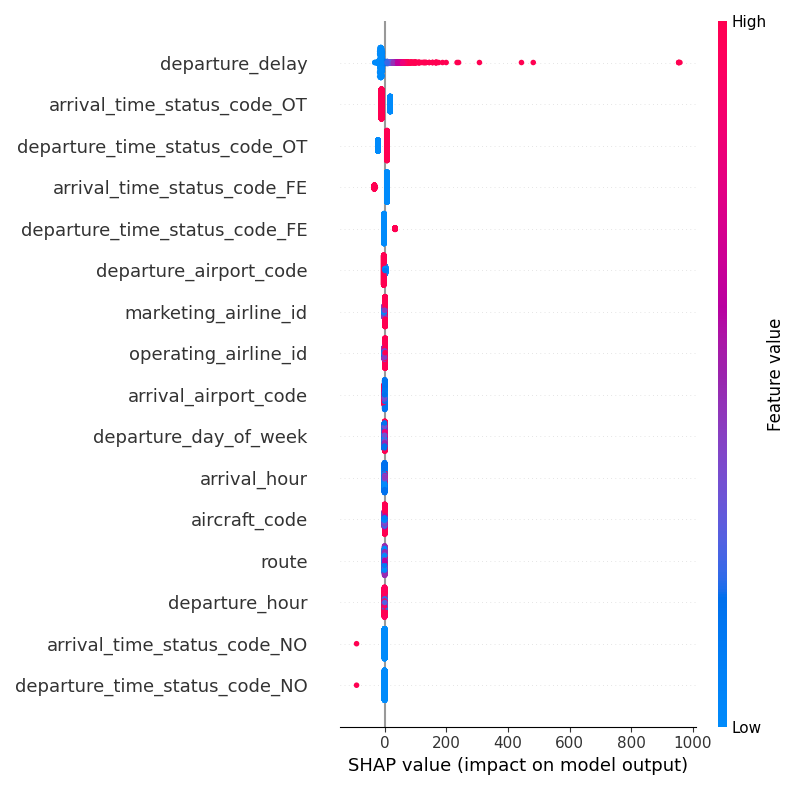 High
departure_delay
arrival_time_status_code_OT
departure_time_status_code_OT
arrival_time_status_code_FE
departure_time_status_code_FE
departure_airport_code
marketing_airline_id
operating_airline_id
arrival_airport_code
departure_day_of_week
arrival_hour
aircraft_code
route
departure_hour
arrival_time_status_code_NO
departure_time_status_code_NO
Feature value
Low
0 200 400 600 800 1000
SHAP value (impact on model output)